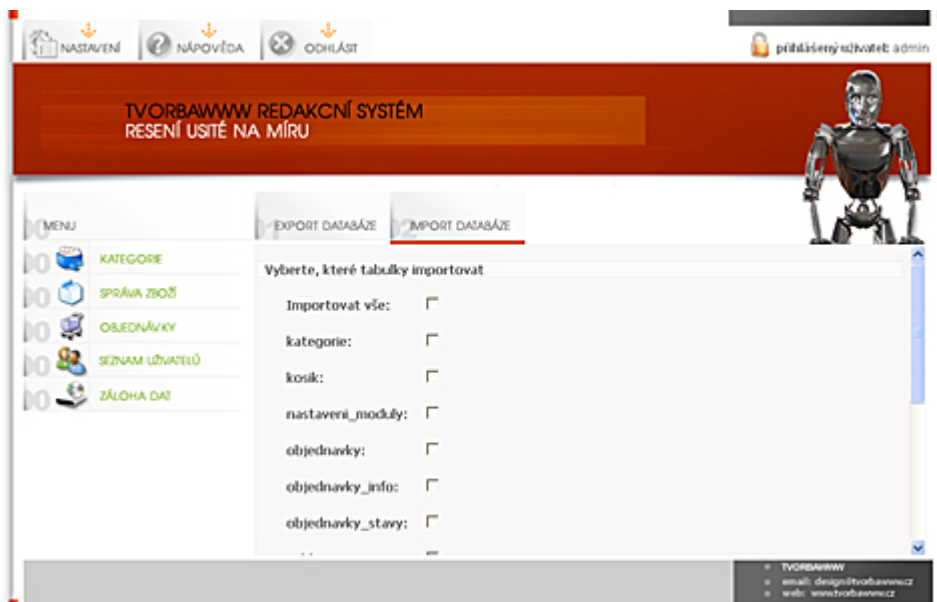 NASTAVENÍ
NÁPOVĚDA
ODHLÁSIT
přihlášený uživatel: admin
TVORBAWWW REDAKCNÍ SYSTÉM
RESENÍ USITÉ NA MÍRU
MENU
EXPORT DATABÁZE
IMPORT DATABÁZE
KATEGORIE
SPRÁVA ZBOŽÍ
OBJEDNÁVKY
SEZNAM UŽIVATELŮ
ZÁLOHA DAT
Vyberte, které tabulky importovat
Importovat vše:
kategorie:
kosik:
nastaveni_moduly:
objednavky:
objednavky_info:
objednavky_stavy:
TVORBAWWW
email: design@tvorbawww.cz
web: www.tvorbawww.cz